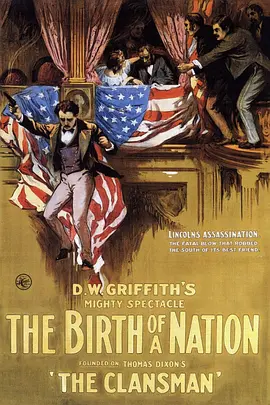 LINCOLNS ASSASSINATION.
THE FATAL BLOW THAT ROBBED
THE SOUTH OF ITS BEST FRIEND.
D.W. GRIFFITH'S
MIGHTY SPECTACLE
THE BIRTH OF A NATION
FOUNDED ON THOMAS DIXON'S
'THE CLANSMAN'